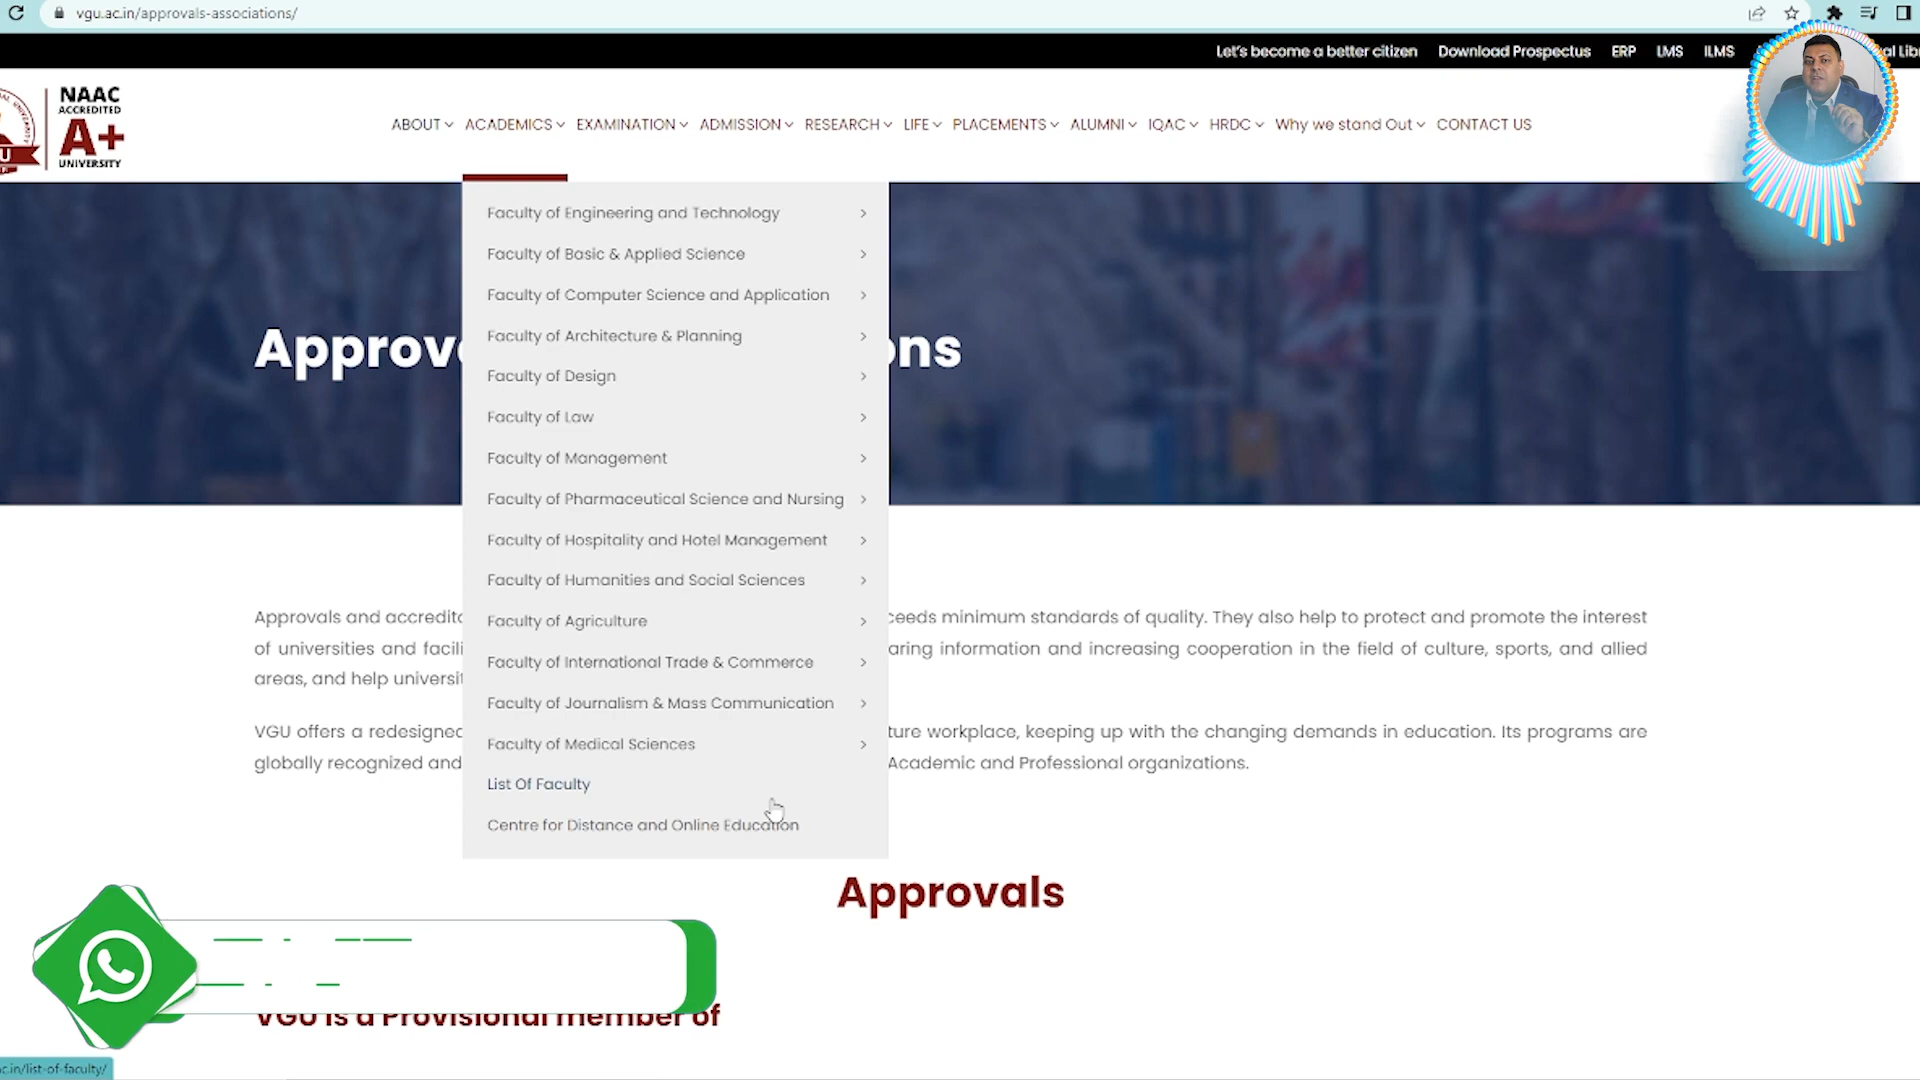 vgu.ac.in/approvals-associations/
Let's become a better citizen Download Prospectus ERP LMS ILMS
NAAC
ACCREDITED
A+
UNIVERSITY
ABOUT ACADEMICS EXAMINATION ADMISSION RESEARCH LIFE PLACEMENTS ALUMNI IQAC HRDC Why we stand Out CONTACT US
Faculty of Engineering and Technology
Faculty of Basic & Applied Science
Faculty of Computer Science and Application
Faculty of Architecture & Planning
Faculty of Design
Faculty of Law
Faculty of Management
Faculty of Pharmaceutical Science and Nursing
Faculty of Hospitality and Hotel Management
Faculty of Humanities and Social Sciences
Faculty of Agriculture
Faculty of International Trade & Commerce
Faculty of Journalism & Mass Communication
Faculty of Medical Sciences
List Of Faculty
Centre for Distance and Online Education
Approv ons
Approvals and accredita ceeds minimum standards of quality. They also help to protect and promote the interest
of universities and facili aring information and increasing cooperation in the field of culture, sports, and allied
areas, and help universit
VGU offers a redesigned ture workplace, keeping up with the changing demands in education. Its programs are
globally recognized and Academic and Professional organizations.
Approvals
VGU is a Provisional member of
c.in/list-of-faculty/